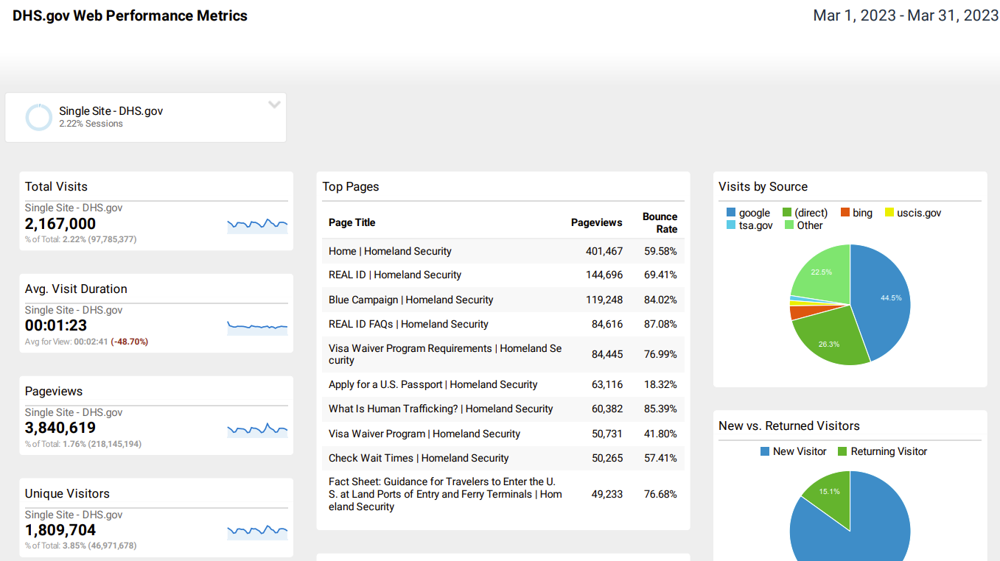 DHS.gov Web Performance Metrics
Mar 1, 2023 - Mar 31, 2023
Single Site - DHS.gov
2.22% Sessions
Total Visits
Single Site - DHS.gov
2,167,000
% of Total: 2.22% (97,785,377)
Avg. Visit Duration
Single Site - DHS.gov
00:01:23
Avg for View: 00:02:41 (-48.70%)
Pageviews
Single Site - DHS.gov
3,840,619
% of Total: 1.76% (218,145,194)
Unique Visitors
Single Site - DHS.gov
1,809,704
% of Total: 3.85% (46,971,678)
Top Pages
Page Title Pageviews Bounce
Rate
Home | Homeland Security 401,467 59.58%
REAL ID | Homeland Security 144,696 69.41%
Blue Campaign | Homeland Security 119,248 84.02%
REAL ID FAQs | Homeland Security 84,616 87.08%
Visa Waiver Program Requirements | Homeland Se
curity 84,445 76.99%
Apply for a U.S. Passport | Homeland Security 63,116 18.32%
What Is Human Trafficking? | Homeland Security 60,382 85.39%
Visa Waiver Program | Homeland Security 50,731 41.80%
Check Wait Times | Homeland Security 50,265 57.41%
Fact Sheet: Guidance for Travelers to Enter the U.
S. at Land Ports of Entry and Ferry Terminals | Hom 49,233 76.68%
eland Security
Visits by Source
google (direct) bing uscis.gov
tsa.gov Other
22.5%
44.5%
26.3%
New vs. Returned Visitors
New Visitor Returning Visitor
15.1%